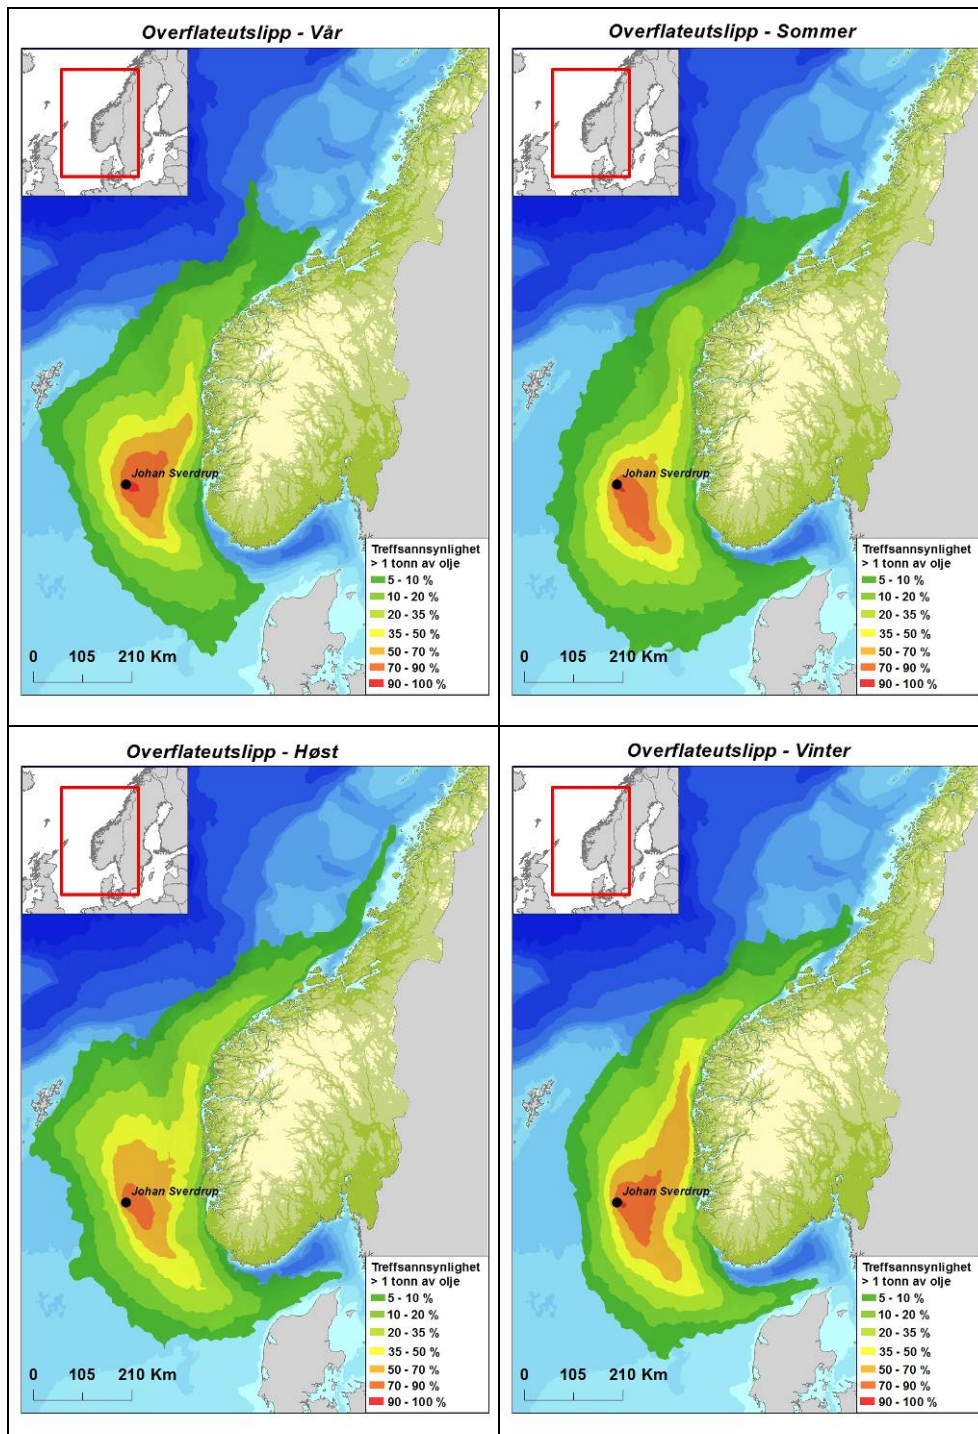 Overflateutslipp - Vår
Johan Sverdrup
Treffsannsynlighet
> 1 tonn av olje
5 - 10 %
10 - 20 %
20 - 35 %
35 - 50 %
50 - 70 %
70 - 90 %
90 - 100 %
0 105 210 Km
Overflateutslipp - Sommer
Johan Sverdrup
Treffsannsynlighet
> 1 tonn av olje
5 - 10 %
10 - 20 %
20 - 35 %
35 - 50 %
50 - 70 %
70 - 90 %
90 - 100 %
0 105 210 Km
Overflateutslipp - Høst
Johan Sverdrup
Treffsannsynlighet
> 1 tonn av olje
5 - 10 %
10 - 20 %
20 - 35 %
35 - 50 %
50 - 70 %
70 - 90 %
90 - 100 %
0 105 210 Km
Overflateutslipp - Vinter
Johan Sverdrup
Treffsannsynlighet
> 1 tonn av olje
5 - 10 %
10 - 20 %
20 - 35 %
35 - 50 %
50 - 70 %
70 - 90 %
90 - 100 %
0 105 210 Km